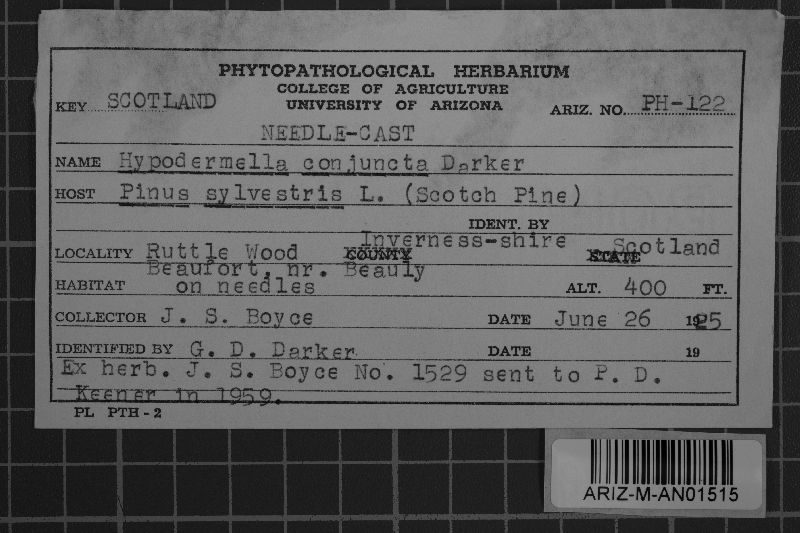 PHYTOPATHOLOGICAL HERBARIUM
COLLEGE OF AGRICULTURE
KEY SCOTLAND UNIVERSITY OF ARIZONA ARIZ. NO. PH-122
NEEDLE-CAST
NAME Hypodermella conjuncta Darker
HOST Pinus sylvestris L. (Scotch Pine)
IDENT. BY
Inverness-shire
LOCALITY Ruttle Wood COUNTY STATE Scotland
Beaufort, nr. Beauly
HABITAT on needles ALT. 400 FT.
COLLECTOR J. S. Boyce DATE June 26 1925
IDENTIFIED BY G. D. Darker DATE 19
Ex herb. J. S. Boyce No. 1529 sent to P. D.
Keener in 1959.
PL PTH-2
ARIZ-M-AN01515